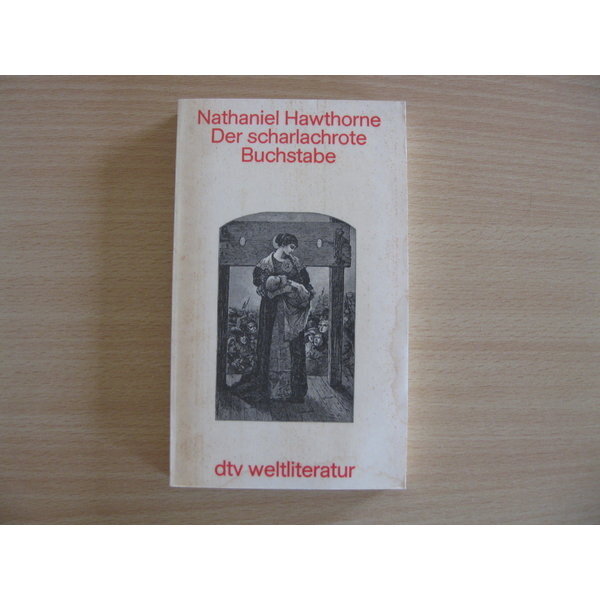 Nathaniel Hawthorne
Der scharlachrote
Buchstabe
dtv weltliteratur